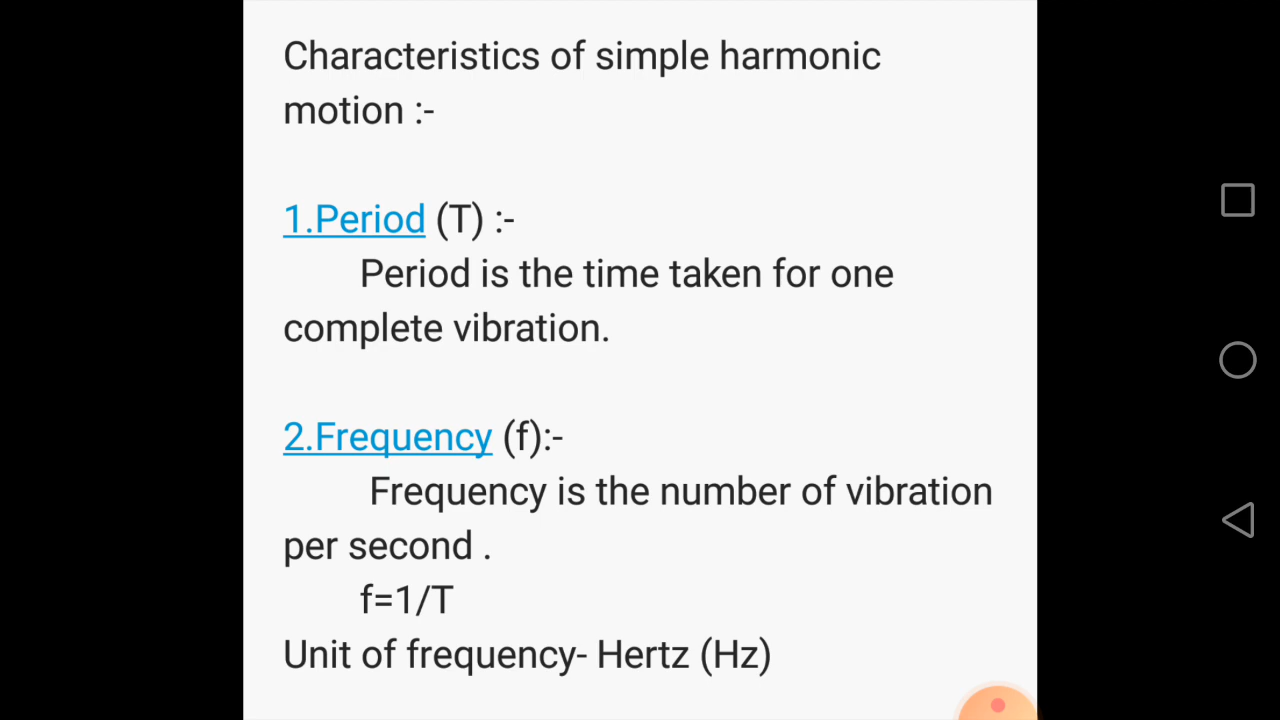 Characteristics of simple harmonic
motion :-
1.Period (T) :-
Period is the time taken for one
complete vibration.
2.Frequency (f):-
Frequency is the number of vibration
per second .
f=1/T
Unit of frequency- Hertz (Hz)